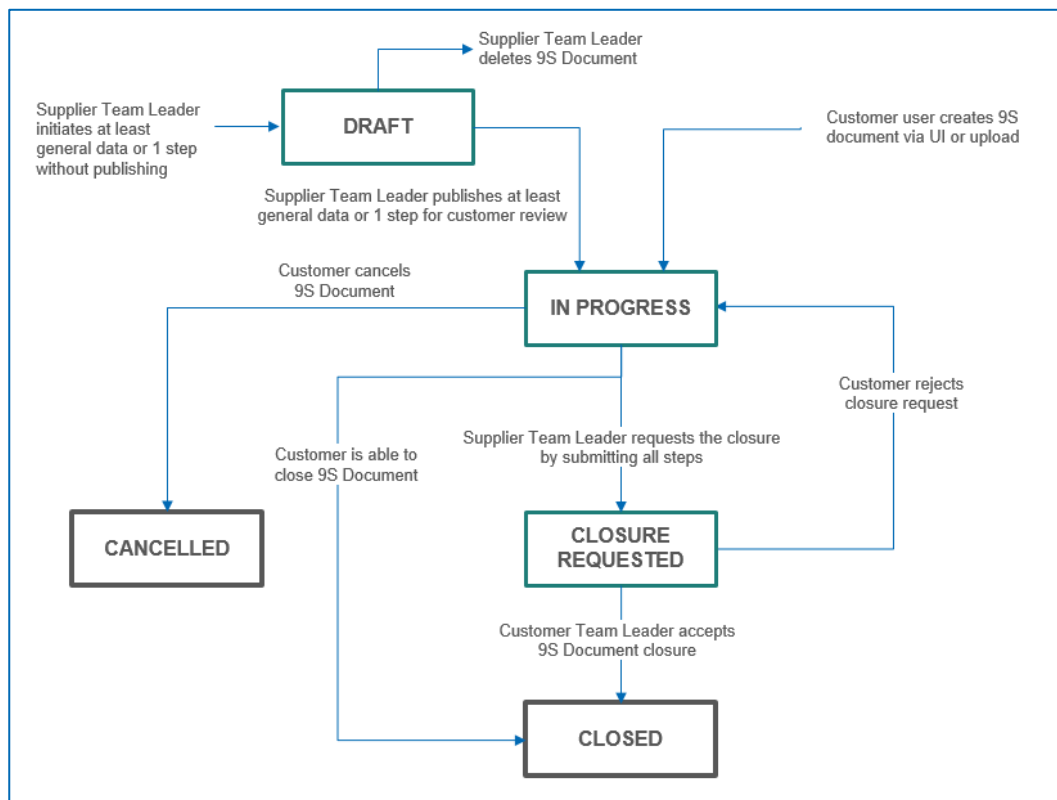 Supplier Team Leader
deletes 9S Document
Supplier Team Leader
initiates at least
general data or 1 step
without publishing
DRAFT
Customer user creates 9S
document via UI or upload
Supplier Team Leader publishes at least
general data or 1 step for customer review
Customer cancels
9S Document
IN PROGRESS
Customer rejects
closure request
Supplier Team Leader requests the closure
by submitting all steps
Customer is able to
close 9S Document
CANCELLED
CLOSURE
REQUESTED
Customer Team Leader accepts
9S Document closure
CLOSED